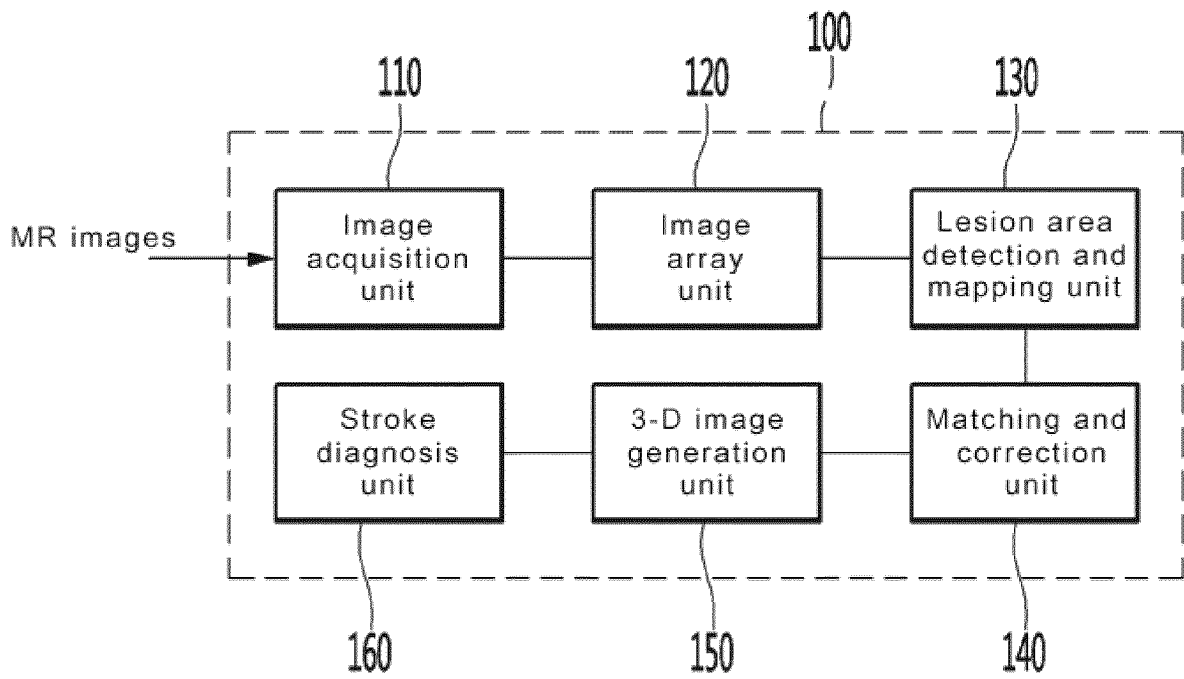 100
110
120
130
MR images
Image
acquisition
unit
Image
array
unit
Lesion area
detection and
mapping unit
Stroke
diagnosis
unit
3-D image
generation
unit
Matching and
correction
unit
160
150
140